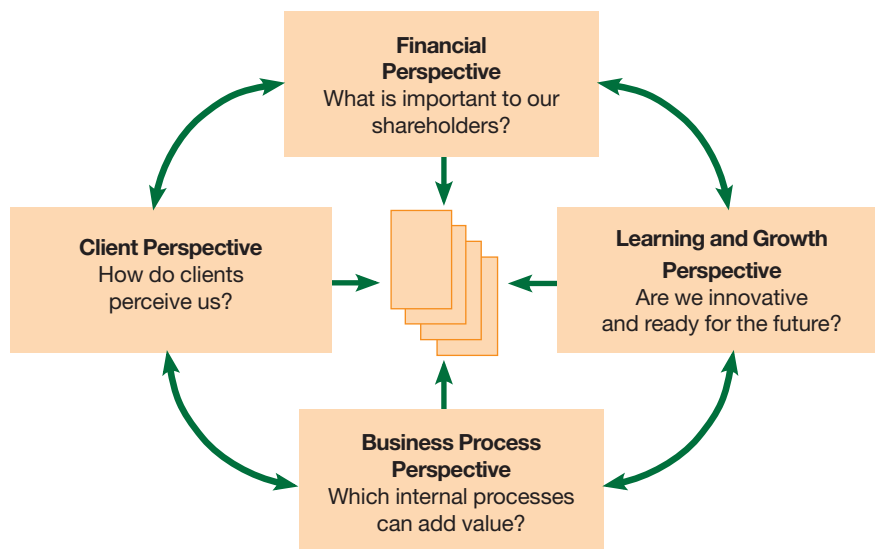 Financial
Perspective
What is important to our
shareholders?
Client Perspective
How do clients
perceive us?
Learning and Growth
Perspective
Are we innovative
and ready for the future?
Business Process
Perspective
Which internal processes
can add value?